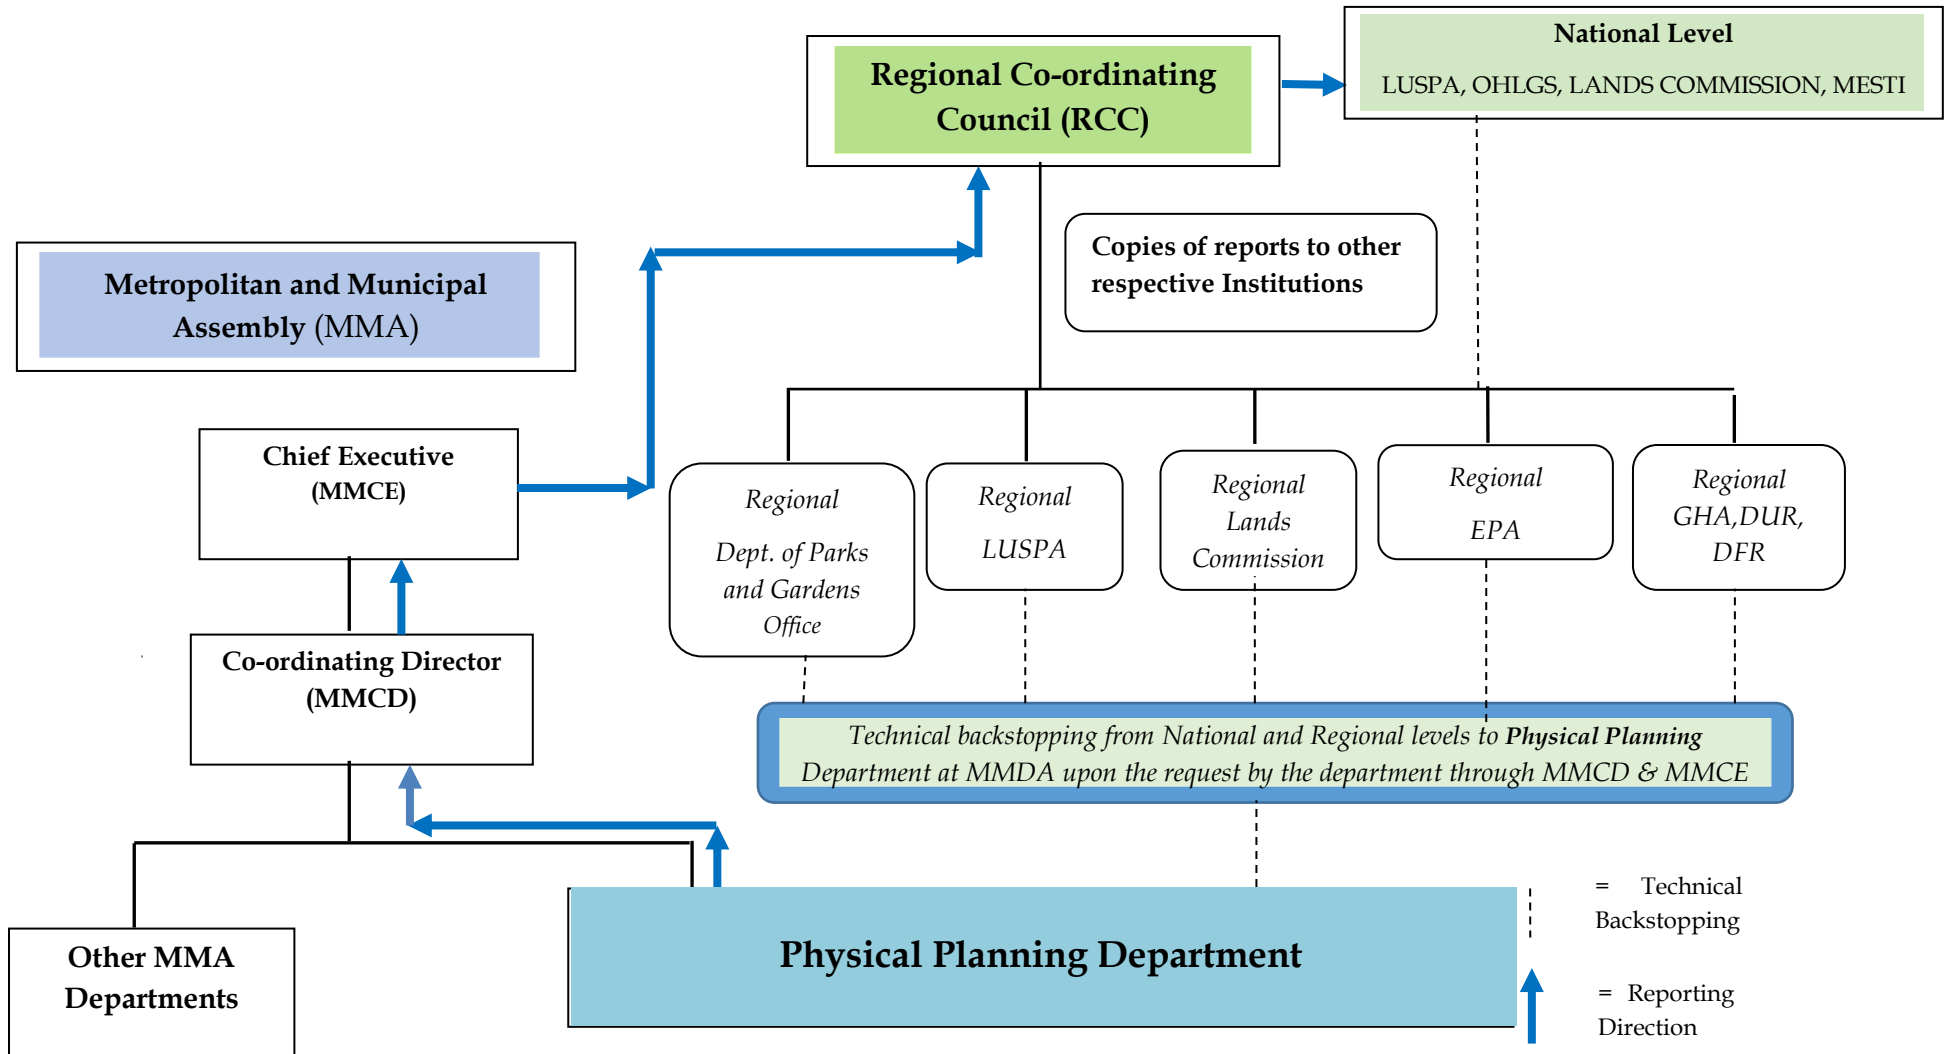 National Level
LUSPA, OHLGS, LANDS COMMISSION, MESTI
Regional Co-ordinating
Council (RCC)
Copies of reports to other
respective Institutions
Metropolitan and Municipal
Assembly (MMA)
Chief Executive
(MMCE)
Co-ordinating Director
(MMCD)
Regional
Dept. of Parks
and Gardens
Office
Regional
LUSPA
Regional
Lands
Commission
Regional
EPA
Regional
GHA,DUR,
DFR
Technical backstopping from National and Regional levels to Physical Planning
Department at MMDA upon the request by the department through MMCD & MMCE
Other MMA
Departments
Physical Planning Department
= Technical
Backstopping
= Reporting
Direction